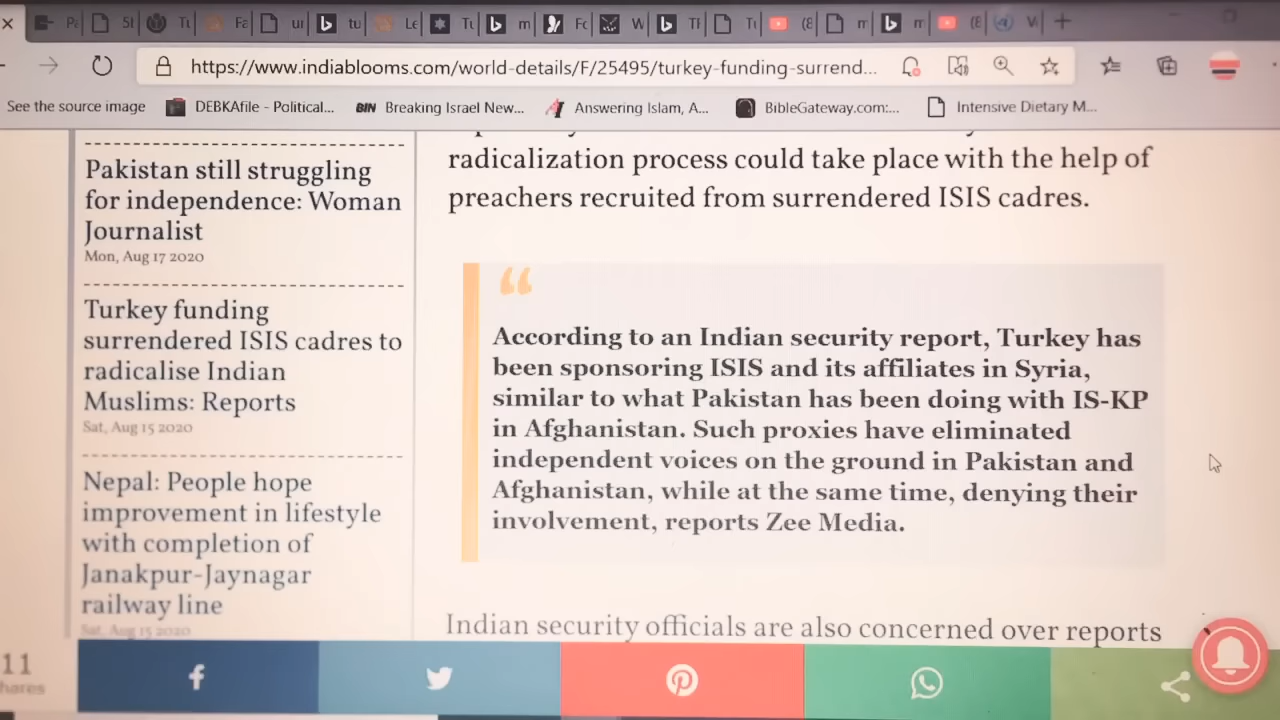 https://www.indiablooms.com/world-details/F/25495/turkey-funding-surrend...
See the source image
DEBKAfile - Political...
BIN
Breaking Israel New...
Answering Islam, A...
BibleGateway.com:...
Intensive Dietary M...
Pakistan still struggling
for independence: Woman
Journalist
Mon, Aug 17 2020
Turkey funding
surrendered ISIS cadres to
radicalise Indian
Muslims: Reports
Sat, Aug 15 2020
Nepal: People hope
improvement in lifestyle
with completion of
Janakpur-Jaynagar
railway line
Sat, Aug 15 2020
radicalization process could take place with the help of
preachers recruited from surrendered ISIS cadres.
“
According to an Indian security report, Turkey has
been sponsoring ISIS and its affiliates in Syria,
similar to what Pakistan has been doing with IS-KP
in Afghanistan. Such proxies have eliminated
independent voices on the ground in Pakistan and
Afghanistan, while at the same time, denying their
involvement, reports Zee Media.
Indian security officials are also concerned over reports
11
hares